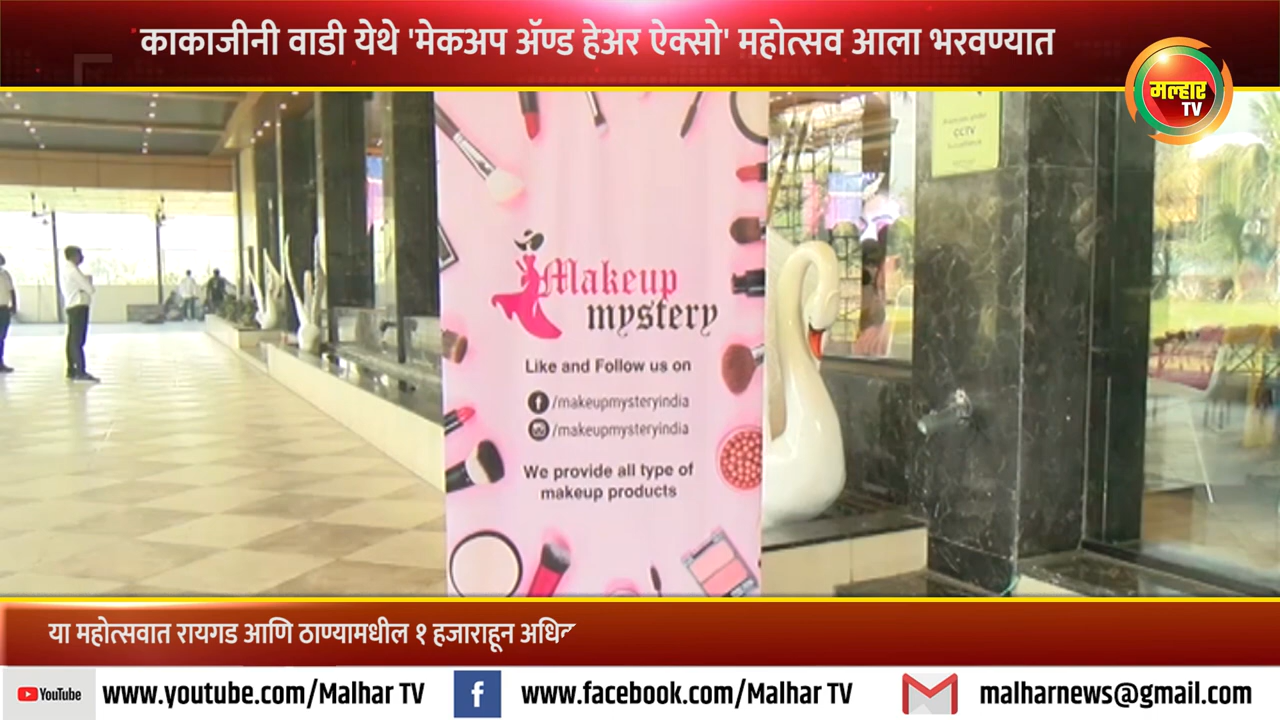 काकाजीनी वाडी येथे 'मेकअप ॲण्ड हेअर ऐक्सो' महोत्सव आला भरवण्यात
मल्हार
TV
CCTV
Makeup
mystery
Like and Follow us on
/makeupmysteryindia
/makeupmysteryindia
We provide all type of
makeup products
या महोत्सवात रायगड आणि ठाण्यामधील १ हजाराहून
YouTube
www.youtube.com/Malhar TV
www.facebook.com/Malhar TV
malharnews@gmail.com